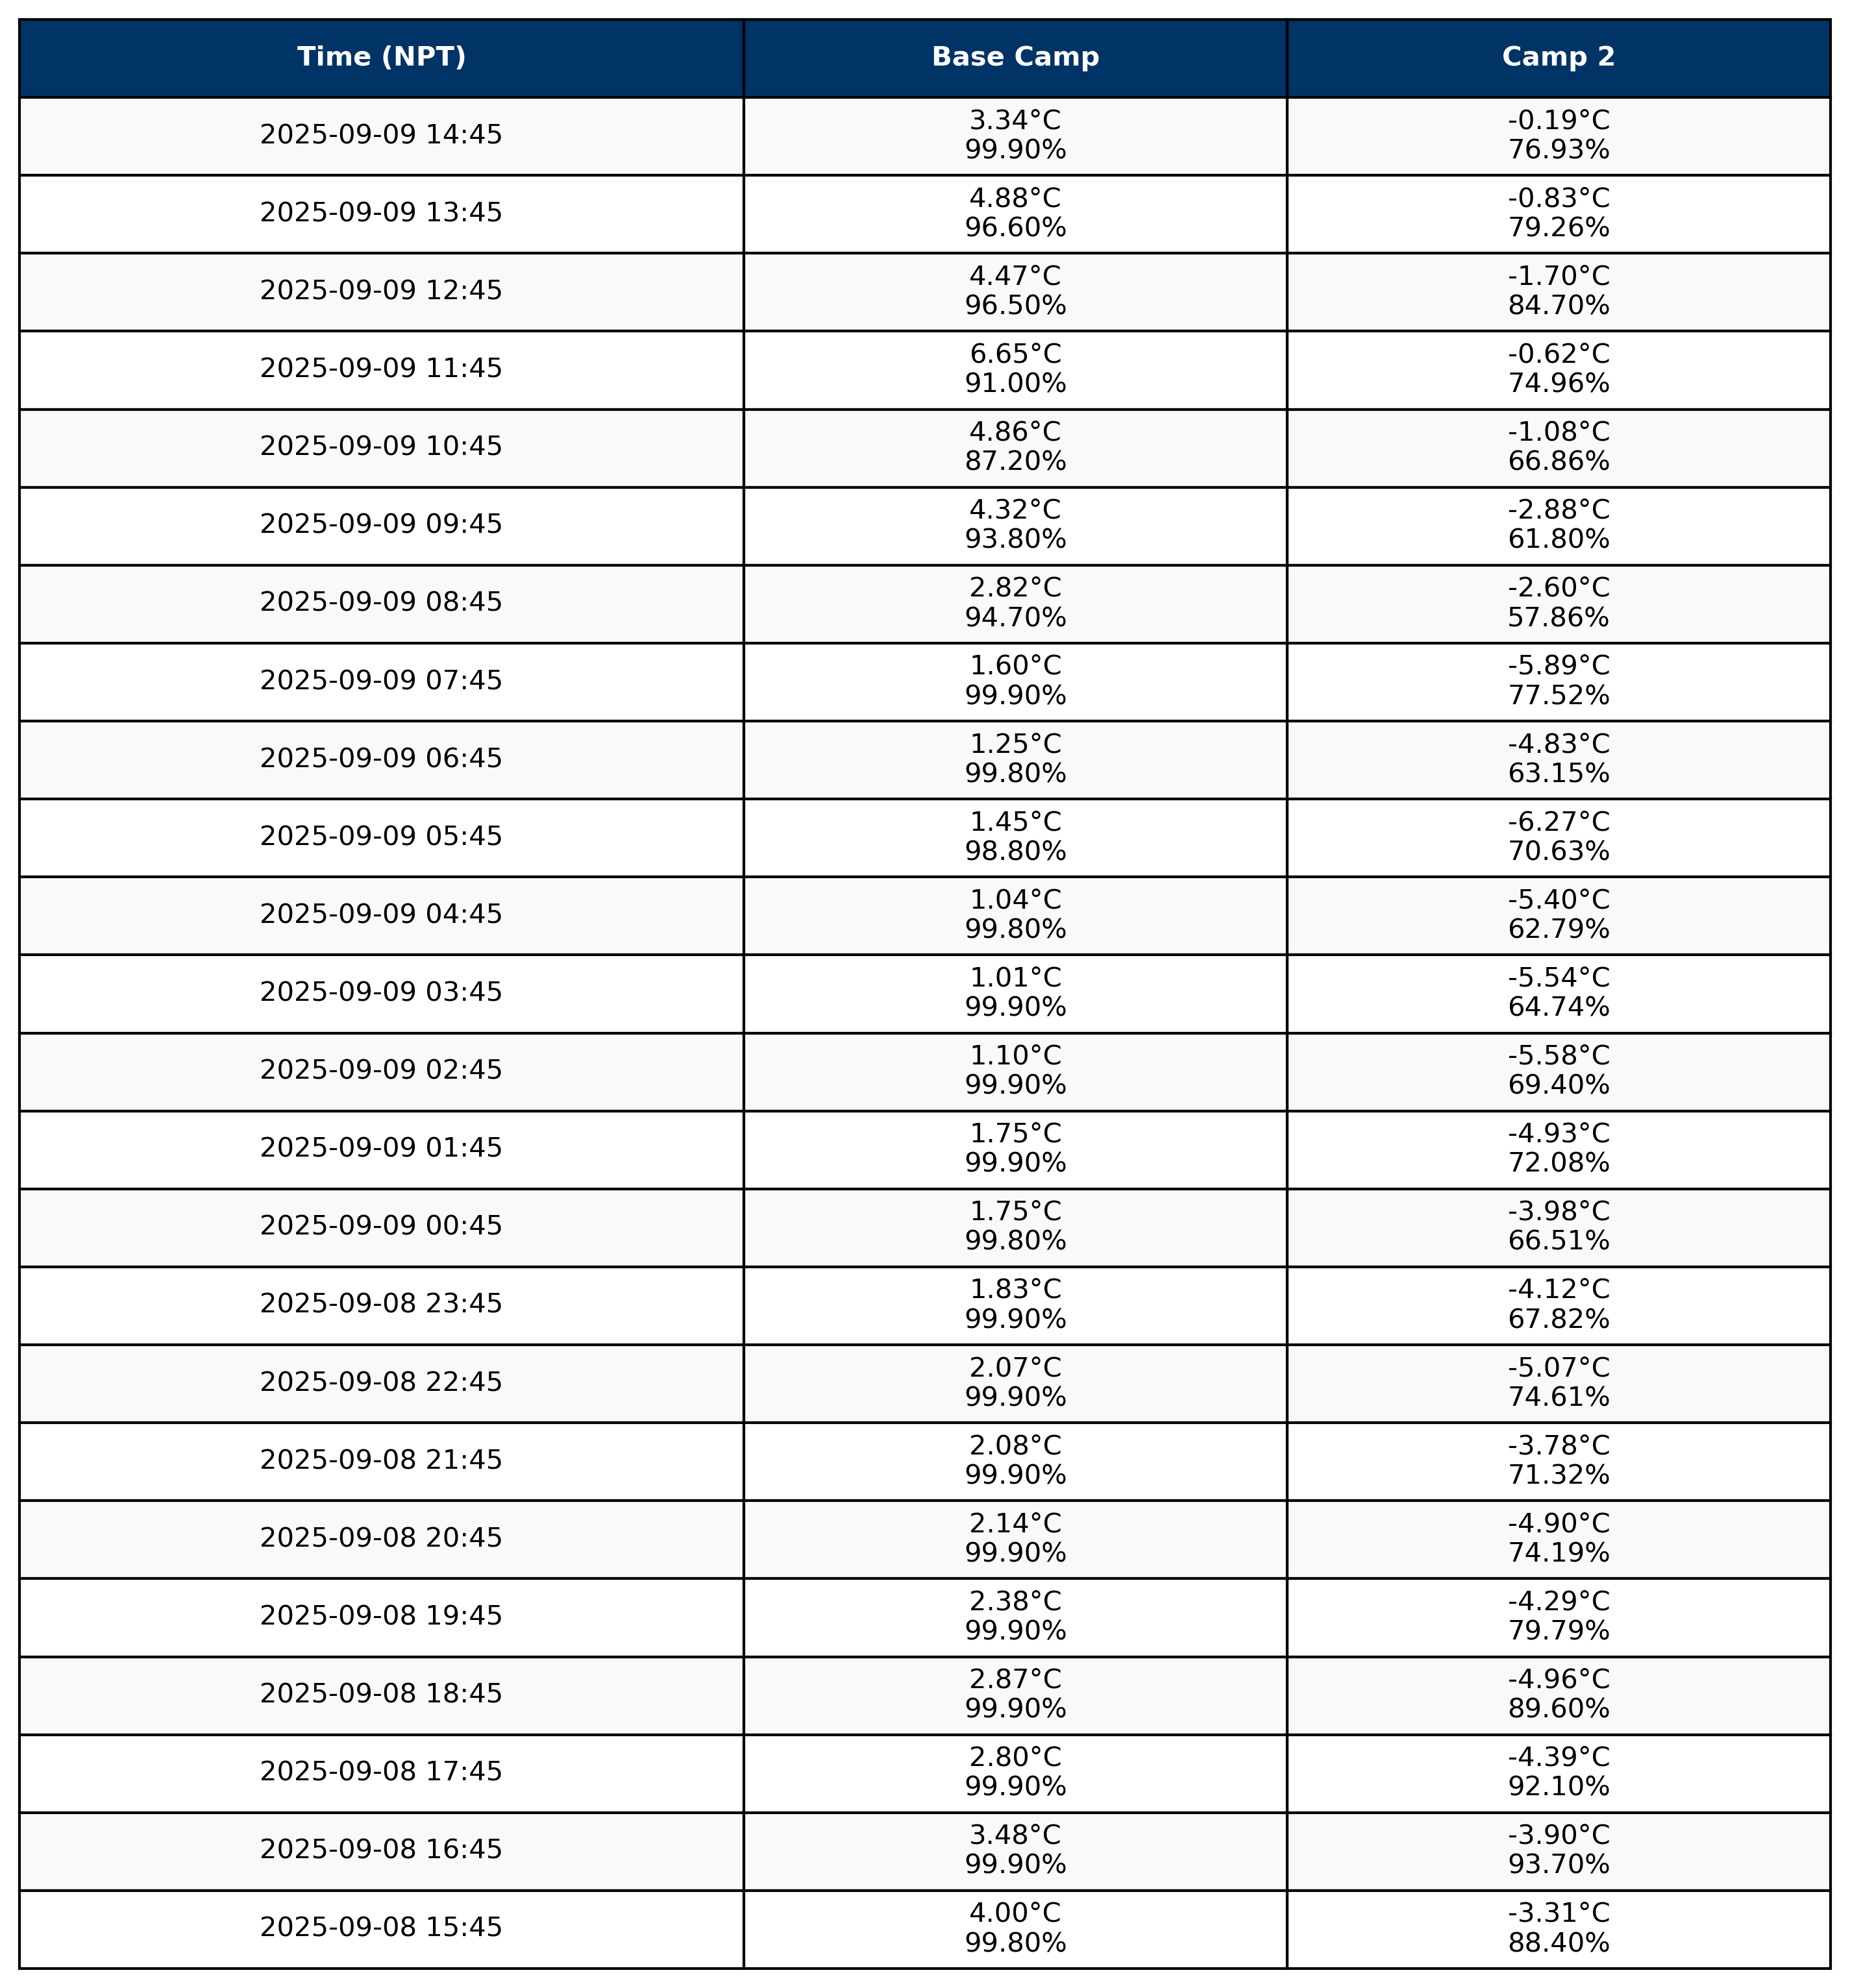 Time (NPT) Base Camp Camp 2
2025-09-09 14:45
3.34°C
99.90%
-0.19°C
76.93%
2025-09-09 13:45
4.88°C
96.60%
-0.83°C
79.26%
2025-09-09 12:45
4.47°C
96.50%
-1.70°C
84.70%
2025-09-09 11:45
6.65°C
91.00%
-0.62°C
74.96%
2025-09-09 10:45
4.86°C
87.20%
-1.08°C
66.86%
2025-09-09 09:45
4.32°C
93.80%
-2.88°C
61.80%
2025-09-09 08:45
2.82°C
94.70%
-2.60°C
57.86%
2025-09-09 07:45
1.60°C
99.90%
-5.89°C
77.52%
2025-09-09 06:45
1.25°C
99.80%
-4.83°C
63.15%
2025-09-09 05:45
1.45°C
98.80%
-6.27°C
70.63%
2025-09-09 04:45
1.04°C
99.80%
-5.40°C
62.79%
2025-09-09 03:45
1.01°C
99.90%
-5.54°C
64.74%
2025-09-09 02:45
1.10°C
99.90%
-5.58°C
69.40%
2025-09-09 01:45
1.75°C
99.90%
-4.93°C
72.08%
2025-09-09 00:45
1.75°C
99.80%
-3.98°C
66.51%
2025-09-08 23:45
1.83°C
99.90%
-4.12°C
67.82%
2025-09-08 22:45
2.07°C
99.90%
-5.07°C
74.61%
2025-09-08 21:45
2.08°C
99.90%
-3.78°C
71.32%
2025-09-08 20:45
2.14°C
99.90%
-4.90°C
74.19%
2025-09-08 19:45
2.38°C
99.90%
-4.29°C
79.79%
2025-09-08 18:45
2.87°C
99.90%
-4.96°C
89.60%
2025-09-08 17:45
2.80°C
99.90%
-4.39°C
92.10%
2025-09-08 16:45
3.48°C
99.90%
-3.90°C
93.70%
2025-09-08 15:45
4.00°C
99.80%
-3.31°C
88.40%